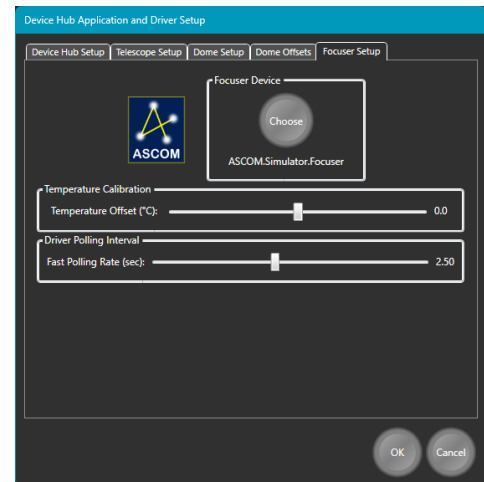 Device Hub Application and Driver Setup
Device Hub Setup Telescope Setup Dome Setup Dome Offsets Focuser Setup
Focuser Device
Choose
ASCOM
ASCOM.Simulator.Focuser
Temperature Calibration
Temperature Offset (°C): 0.0
Driver Polling Interval
Fast Polling Rate (sec): 2.50
OK Cancel